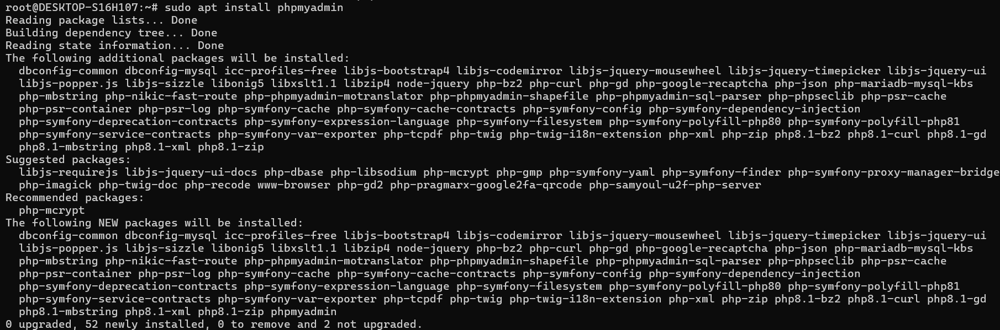 root@DESKTOP-S16H107:~# sudo apt install phpmyadmin
Reading package lists... Done
Building dependency tree... Done
Reading state information... Done
The following additional packages will be installed:
  dbconfig-common dbconfig-mysql icc-profiles-free libjs-bootstrap4 libjs-codemirror libjs-jquery-mousewheel libjs-jquery-timepicker libjs-jquery-ui
  libjs-popper.js libjs-sizzle libonig5 libxslt1.1 libzip4 node-jquery php-bz2 php-curl php-gd php-google-recaptcha php-json php-mariadb-mysql-kbs
  php-mbstring php-nikic-fast-route php-phpmyadmin-motranslator php-phpmyadmin-shapefile php-phpmyadmin-sql-parser php-phpseclib php-psr-cache
  php-psr-container php-psr-log php-symfony-cache php-symfony-cache-contracts php-symfony-config php-symfony-dependency-injection
  php-symfony-deprecation-contracts php-symfony-expression-language php-symfony-filesystem php-symfony-polyfill-php80 php-symfony-polyfill-php81
  php-symfony-service-contracts php-symfony-var-exporter php-tcpdf php-twig php-twig-i18n-extension php-xml php-zip php8.1-bz2 php8.1-curl php8.1-gd
  php8.1-mbstring php8.1-xml php8.1-zip
Suggested packages:
  libjs-requirejs libjs-jquery-ui-docs php-dbase php-libsodium php-mcrypt php-gmp php-symfony-yaml php-symfony-finder php-symfony-proxy-manager-bridge
  php-imagick php-twig-doc php-recode www-browser php-gd2 php-pragmarx-google2fa-qrcode php-samyoul-u2f-php-server
Recommended packages:
  php-mcrypt
The following NEW packages will be installed:
  dbconfig-common dbconfig-mysql icc-profiles-free libjs-bootstrap4 libjs-codemirror libjs-jquery-mousewheel libjs-jquery-timepicker libjs-jquery-ui
  libjs-popper.js libjs-sizzle libonig5 libxslt1.1 libzip4 node-jquery php-bz2 php-curl php-gd php-google-recaptcha php-json php-mariadb-mysql-kbs
  php-mbstring php-nikic-fast-route php-phpmyadmin-motranslator php-phpmyadmin-shapefile php-phpmyadmin-sql-parser php-phpseclib php-psr-cache
  php-psr-container php-psr-log php-symfony-cache php-symfony-cache-contracts php-symfony-config php-symfony-dependency-injection
  php-symfony-deprecation-contracts php-symfony-expression-language php-symfony-filesystem php-symfony-polyfill-php80 php-symfony-polyfill-php81
  php-symfony-service-contracts php-symfony-var-exporter php-tcpdf php-twig php-twig-i18n-extension php-xml php-zip php8.1-bz2 php8.1-curl php8.1-gd
  php8.1-mbstring php8.1-xml php8.1-zip phpmyadmin
0 upgraded, 52 newly installed, 0 to remove and 2 not upgraded.